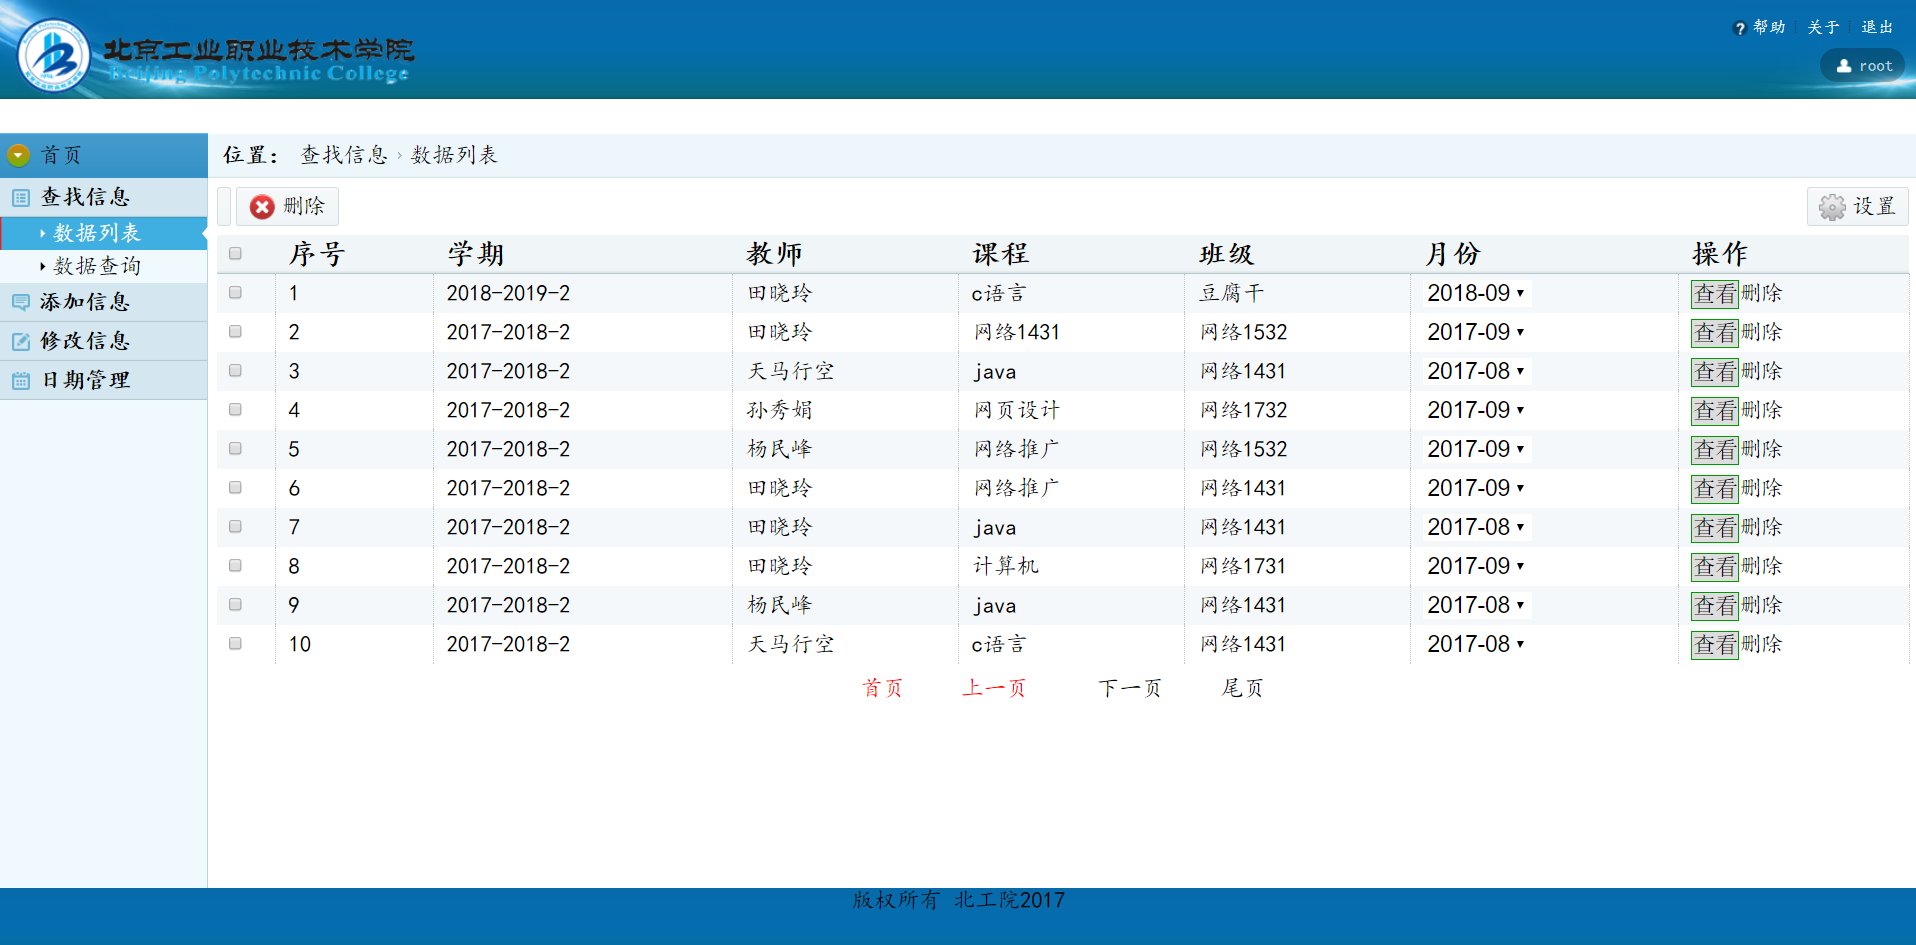 北京工业职业技术学院
Beijing Polytechnic College
帮助 关于 退出
root
首页
查找信息
数据列表
数据查询
添加信息
修改信息
日期管理
位置： 查找信息 › 数据列表
删除 设置
序号 学期 教师 课程 班级 月份 操作
1 2018-2019-2 田晓玲 c语言 豆腐干 2018-09 查看删除
2 2017-2018-2 田晓玲 网络1431 网络1532 2017-09 查看删除
3 2017-2018-2 天马行空 java 网络1431 2017-08 查看删除
4 2017-2018-2 孙秀娟 网页设计 网络1732 2017-09 查看删除
5 2017-2018-2 杨民峰 网络推广 网络1532 2017-09 查看删除
6 2017-2018-2 田晓玲 网络推广 网络1431 2017-09 查看删除
7 2017-2018-2 田晓玲 java 网络1431 2017-08 查看删除
8 2017-2018-2 田晓玲 计算机 网络1731 2017-09 查看删除
9 2017-2018-2 杨民峰 java 网络1431 2017-08 查看删除
10 2017-2018-2 天马行空 c语言 网络1431 2017-08 查看删除
首页 上一页 下一页 尾页
版权所有 北工院2017